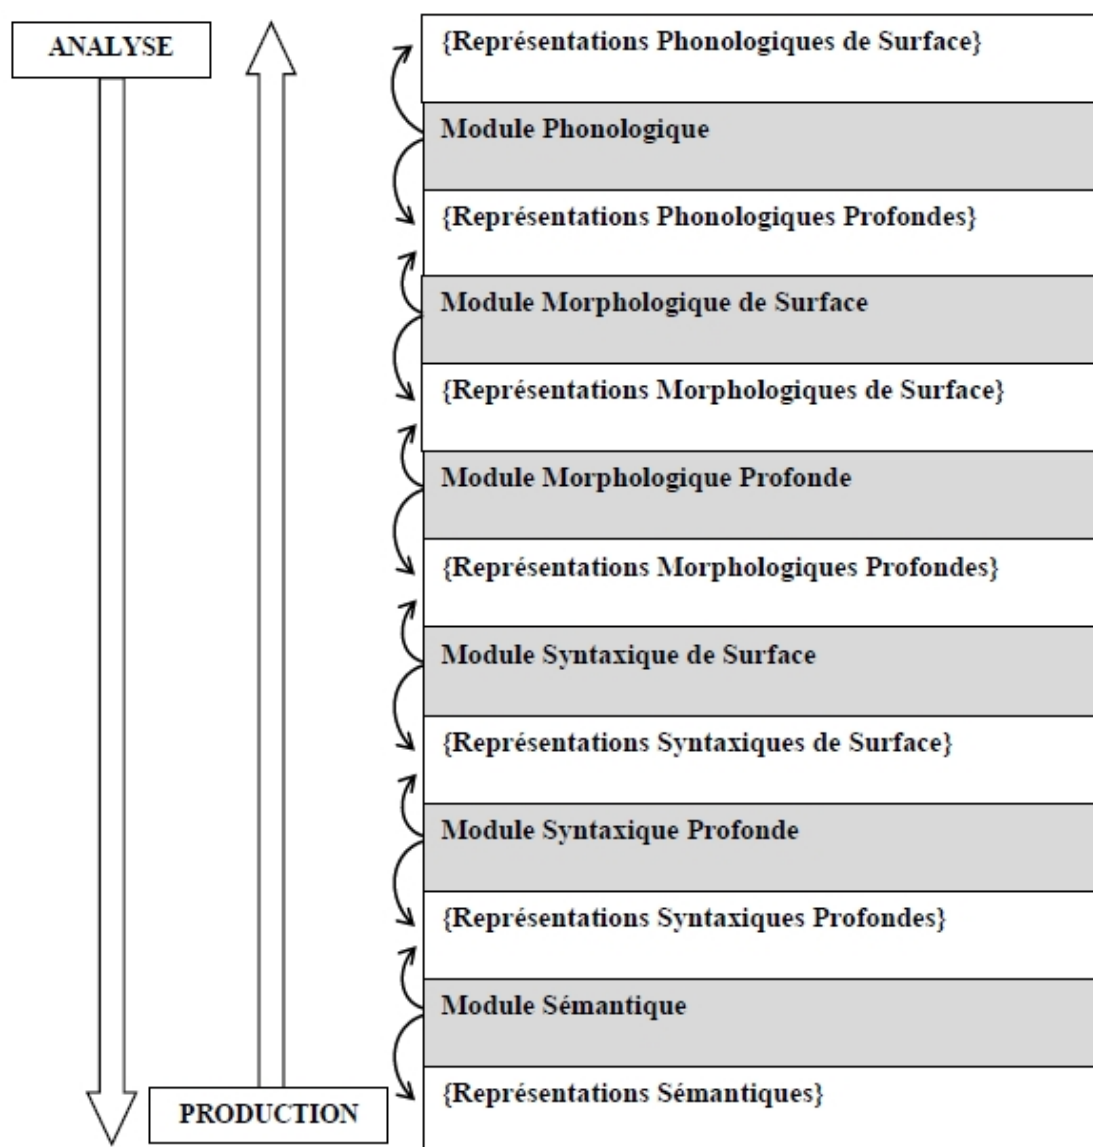 ANALYSE
{Représentations Phonologiques de Surface}
Module Phonologique
{Représentations Phonologiques Profondes}
Module Morphologique de Surface
{Représentations Morphologiques de Surface}
Module Morphologique Profonde
{Représentations Morphologiques Profondes}
Module Syntaxique de Surface
{Représentations Syntaxiques de Surface}
Module Syntaxique Profonde
{Représentations Syntaxiques Profondes}
Module Sémantique
{Représentations Sémantiques}
PRODUCTION